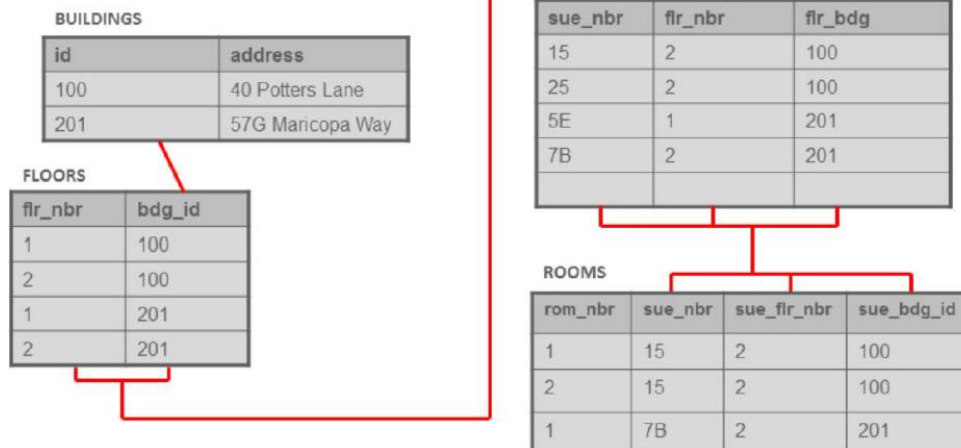 BUILDINGS
id address
100 40 Potters Lane
201 57G Maricopa Way
FLOORS
flr_nbr bdg_id
1 100
2 100
1 201
2 201
sue_nbr flr_nbr flr_bdg
15 2 100
25 2 100
5E 1 201
7B 2 201
ROOMS
rom_nbr sue_nbr sue_flr_nbr sue_bdg_id
1 15 2 100
2 15 2 100
1 7B 2 201